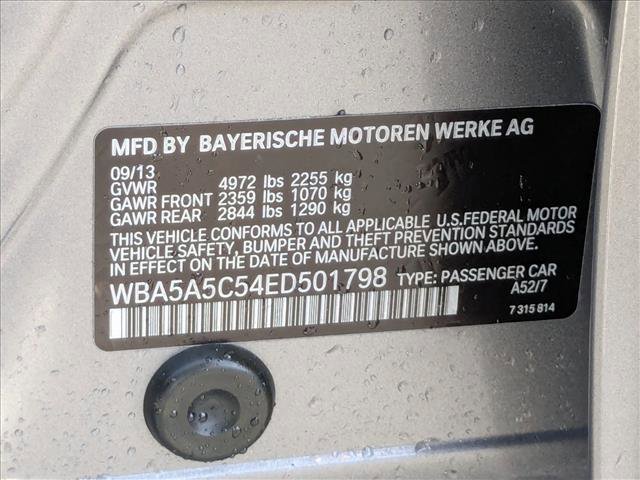 MFD BY BAYERISCHE MOTOREN WERKE AG
09/13
GVWR 4972 lbs 2255 kg
GAWR FRONT 2359 lbs 1070 kg
GAWR REAR 2844 lbs 1290 kg
THIS VEHICLE CONFORMS TO ALL APPLICABLE U.S.FEDERAL MOTOR
VEHICLE SAFETY, BUMPER AND THEFT PREVENTION STANDARDS
IN EFFECT ON THE DATE OF MANUFACTURE SHOWN ABOVE.
WBA5A5C54ED501798 TYPE: PASSENGER CAR
A52/7
7 315 814